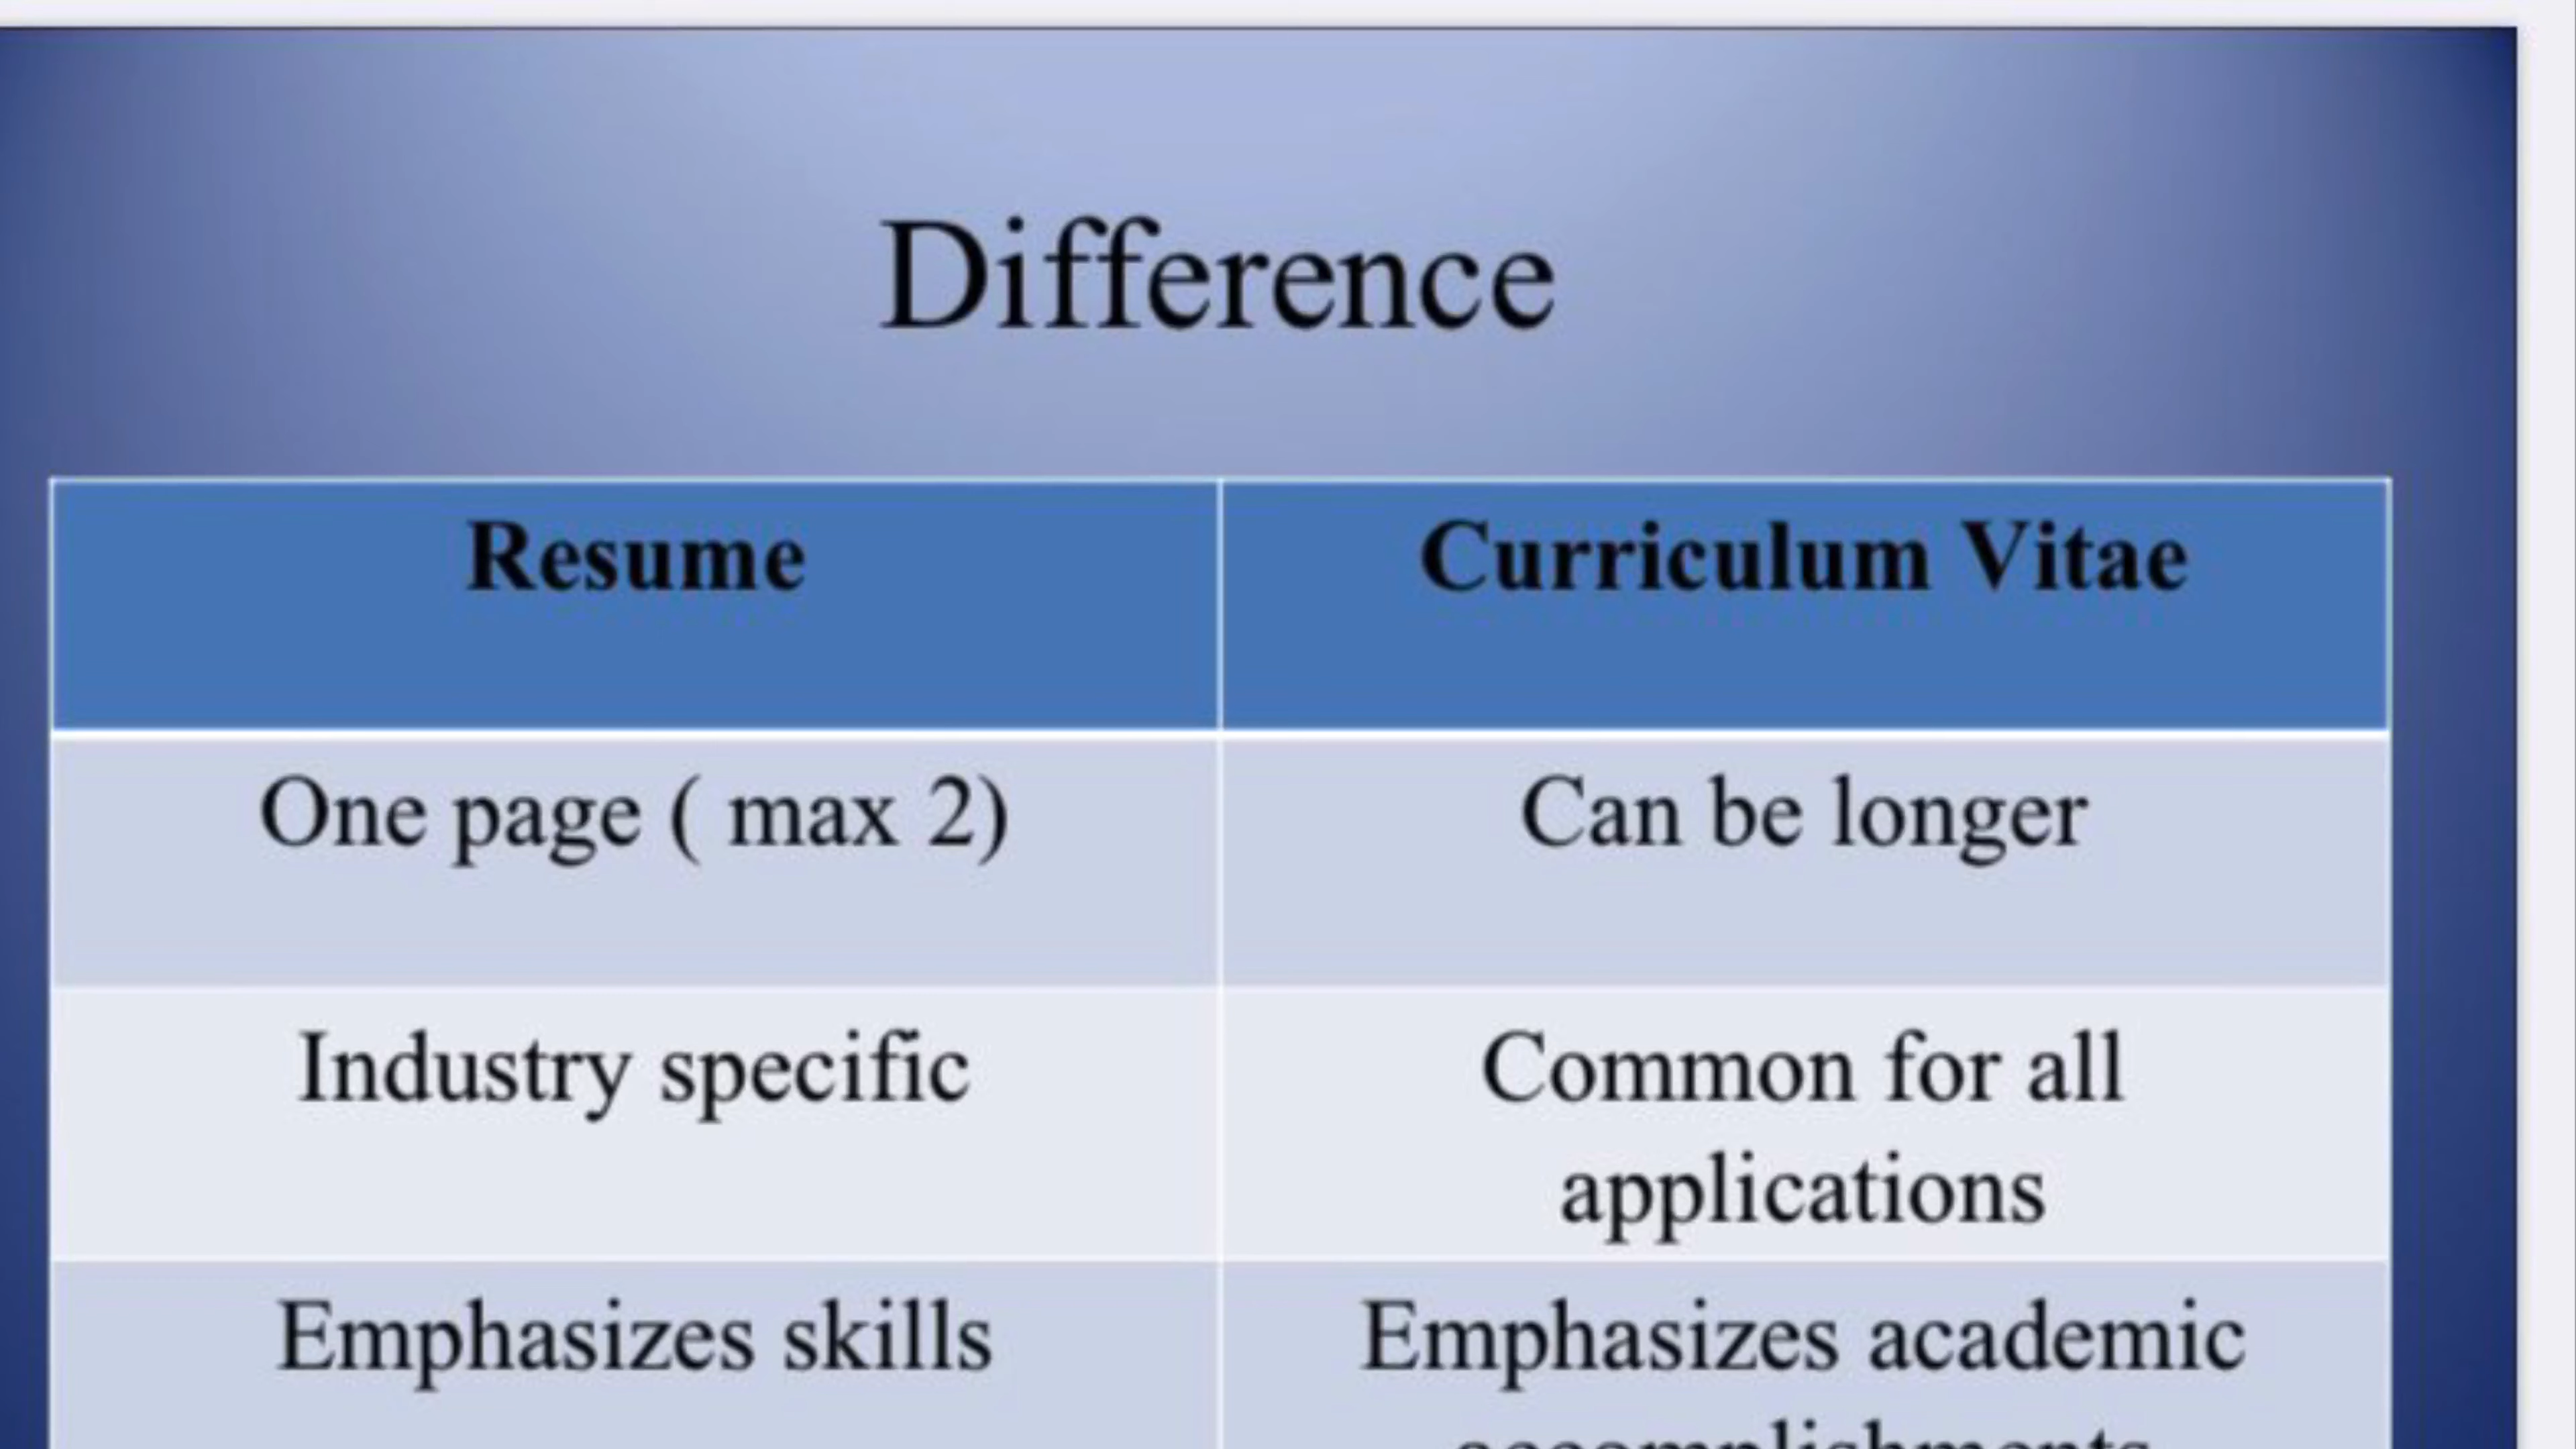 Difference
Resume
Curriculum Vitae
One page ( max 2)
Can be longer
Industry specific
Common for all
applications
Emphasizes skills
Emphasizes academic
accomplishments